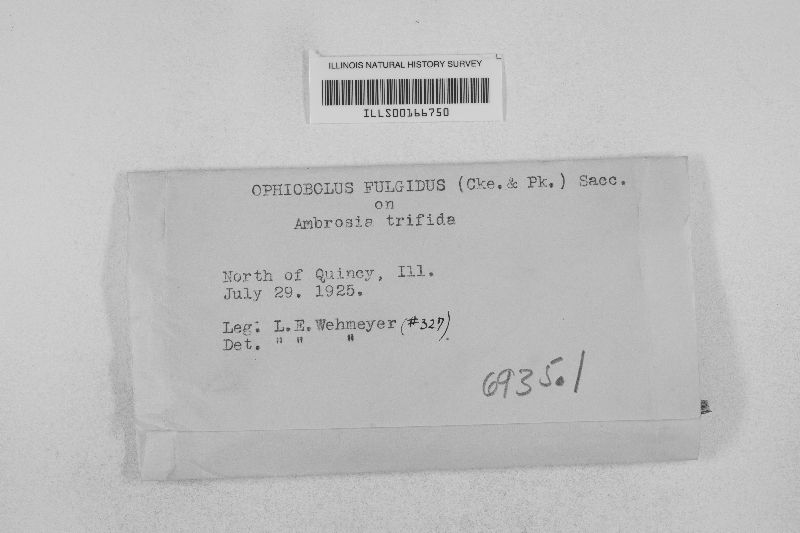 ILLINOIS NATURAL HISTORY SURVEY
ILLS00166750
OPHIOBOLUS FULGIDUS (Cke.& Pk.) Sacc.
on
Ambrosia trifida
North of Quincy, Ill.
July 29. 1925.
Leg: L.E.Wehmeyer (#327)
Det. " " "
6935.1